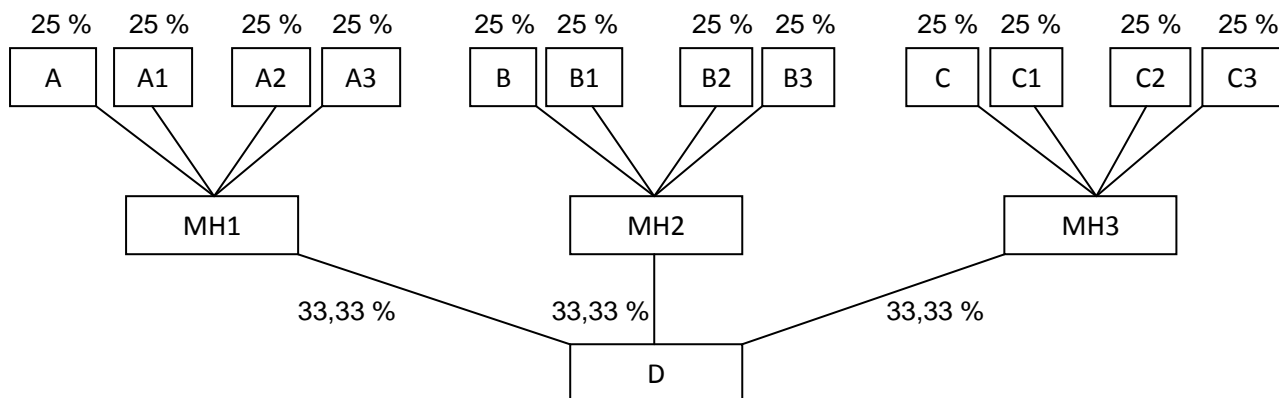 25 % 25 % 25 % 25 % 25 % 25 % 25 % 25 % 25 % 25 % 25 % 25 %
A A1 A2 A3 B B1 B2 B3 C C1 C2 C3
MH1 MH2 MH3
33,33 % 33,33 % 33,33 %
D